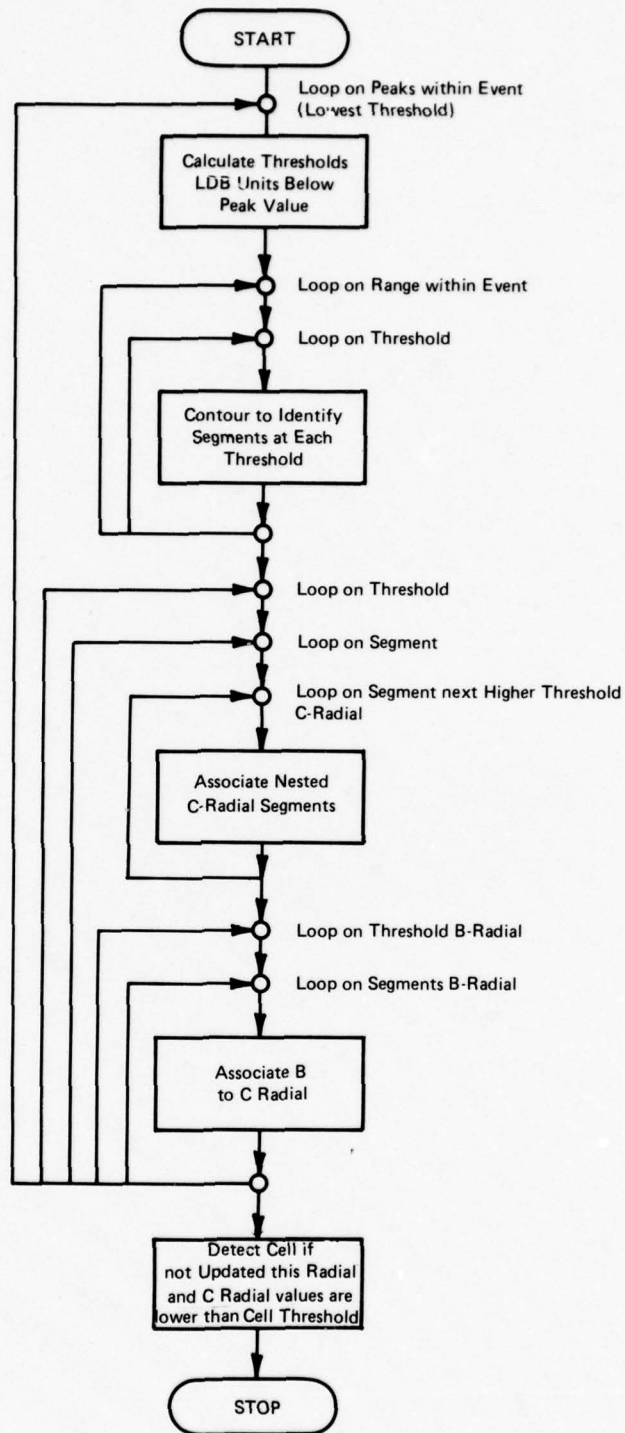 START
Loop on Peaks within Event
(Lowest Threshold)
Calculate Thresholds
LDB Units Below
Peak Value
Loop on Range within Event
Loop on Threshold
Contour to Identify
Segments at Each
Threshold
Loop on Threshold
Loop on Segment
Loop on Segment next Higher Threshold
C-Radial
Associate Nested
C-Radial Segments
Loop on Threshold B-Radial
Loop on Segments B-Radial
Associate B
to C Radial
Detect Cell if
not Updated this Radial
and C Radial values are
lower than Cell Threshold
STOP